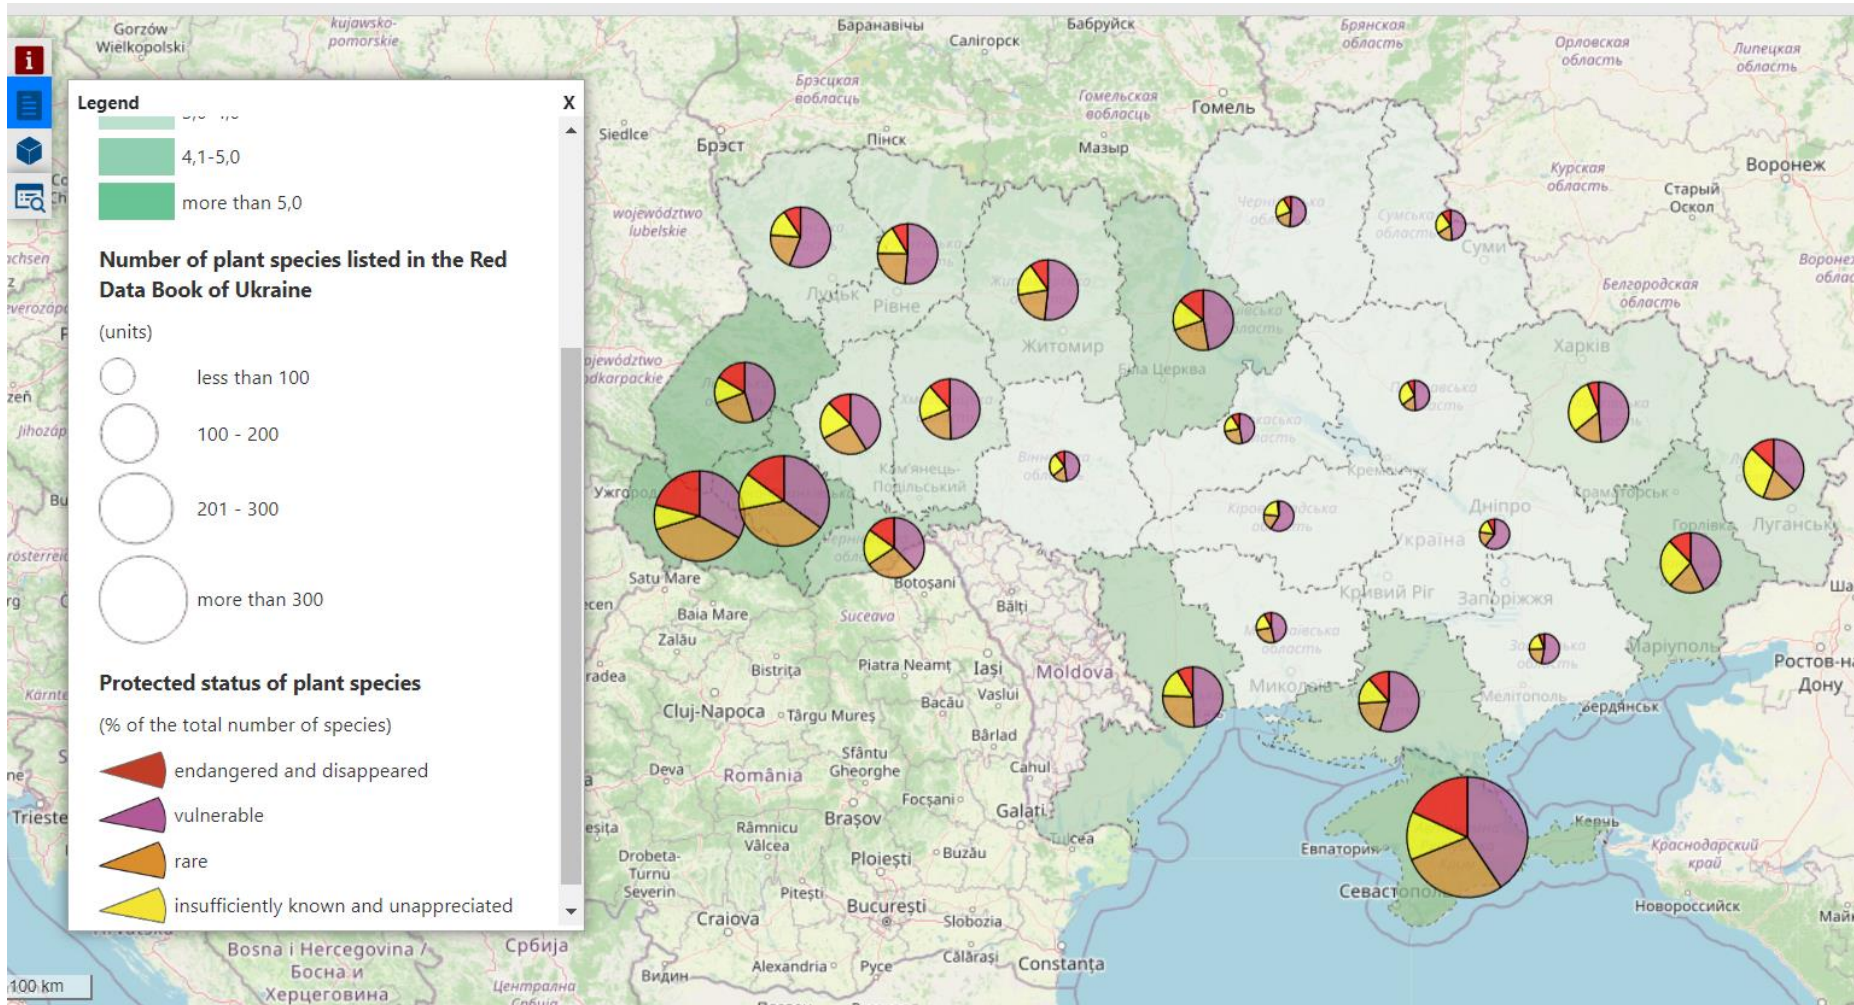 Legend
X
4,1-5,0
more than 5,0
Number of plant species listed in the Red
Data Book of Ukraine
(units)
less than 100
100 - 200
201 - 300
more than 300
Protected status of plant species
(% of the total number of species)
endangered and disappeared
vulnerable
rare
insufficiently known and unappreciated
100 km
Gorzów
Wielkopolski
kujawsko-
pomorskie
Баранавічы
Салігорск
Бабруйск
Брянская
область
Орловская
область
Липецкая
область
Брэсцкая
вобласць
Гомельская
вобласць
Гомель
Siedlce
Брэст
Пінск
Мазыр
Курская
область
Воронеж
Старый
Оскол
województwo
lubelskie
Суми
Белгородская
область
Луцьк
Рівне
Житомир
Біла Церква
Харків
Кам'янець-
Подільський
Ужгород
Кременчук
Дніпро
Україна
Краматорськ
Горлівка
Луганськ
Кривий Ріг
Запоріжжя
Satu Mare
Botoșani
Baia Mare
Suceava
Bălți
Zalău
Bistrița
Piatra Neamț
Iași
Moldova
Миколаїв
Мелітополь
Маріуполь
Бердянськ
Ростов-на
Дону
Cluj-Napoca
Târgu Mureș
Bacău
Vaslui
Bârlad
Deva
România
Sfântu
Gheorghe
Cahul
Focșani
Galați
Râmnicu
Vâlcea
Brașov
Tulcea
Drobeta-
Turnu
Severin
Ploiești
Buzău
Pitești
București
Craiova
Slobozia
Călărași
Constanța
Alexandria
Русе
Видин
Евпатория
Севастополь
Керчь
Краснодарский
край
Новороссийск
Trieste
Bosna i Hercegovina /
Босна и
Херцеговина
Србија
Централна